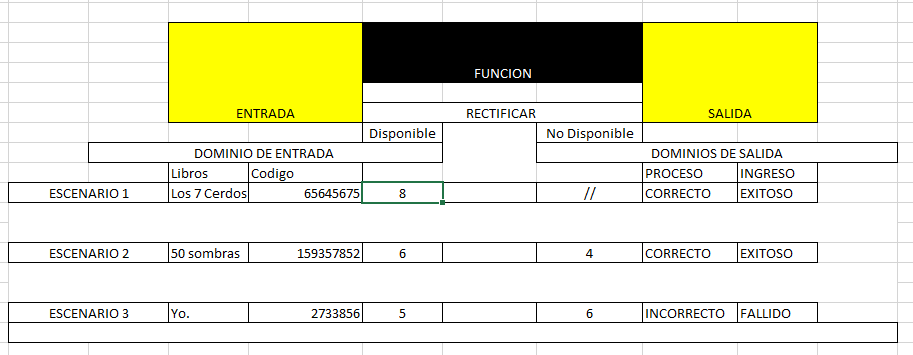 FUNCION
ENTRADA RECTIFICAR SALIDA
Disponible No Disponible
DOMINIO DE ENTRADA DOMINIOS DE SALIDA
Libros Codigo PROCESO INGRESO
ESCENARIO 1 Los 7 Cerdos 65645675 8 // CORRECTO EXITOSO
ESCENARIO 2 50 sombras 159357852 6 4 CORRECTO EXITOSO
ESCENARIO 3 Yo. 2733856 5 6 INCORRECTO FALLIDO